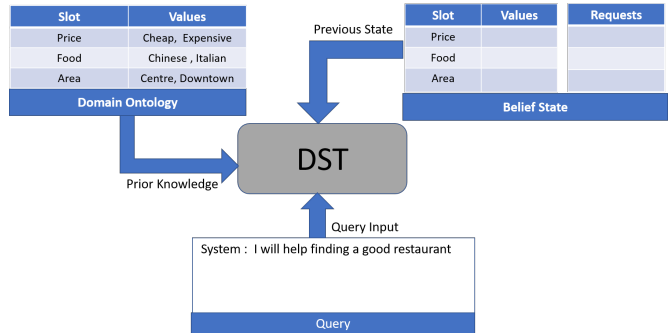 Slot Values
Price Cheap, Expensive
Food Chinese , Italian
Area Centre, Downtown
Domain Ontology
Previous State
Slot Values Requests
Price
Food
Area
Belief State
DST
Prior Knowledge
Query Input
System : I will help finding a good restaurant
Query